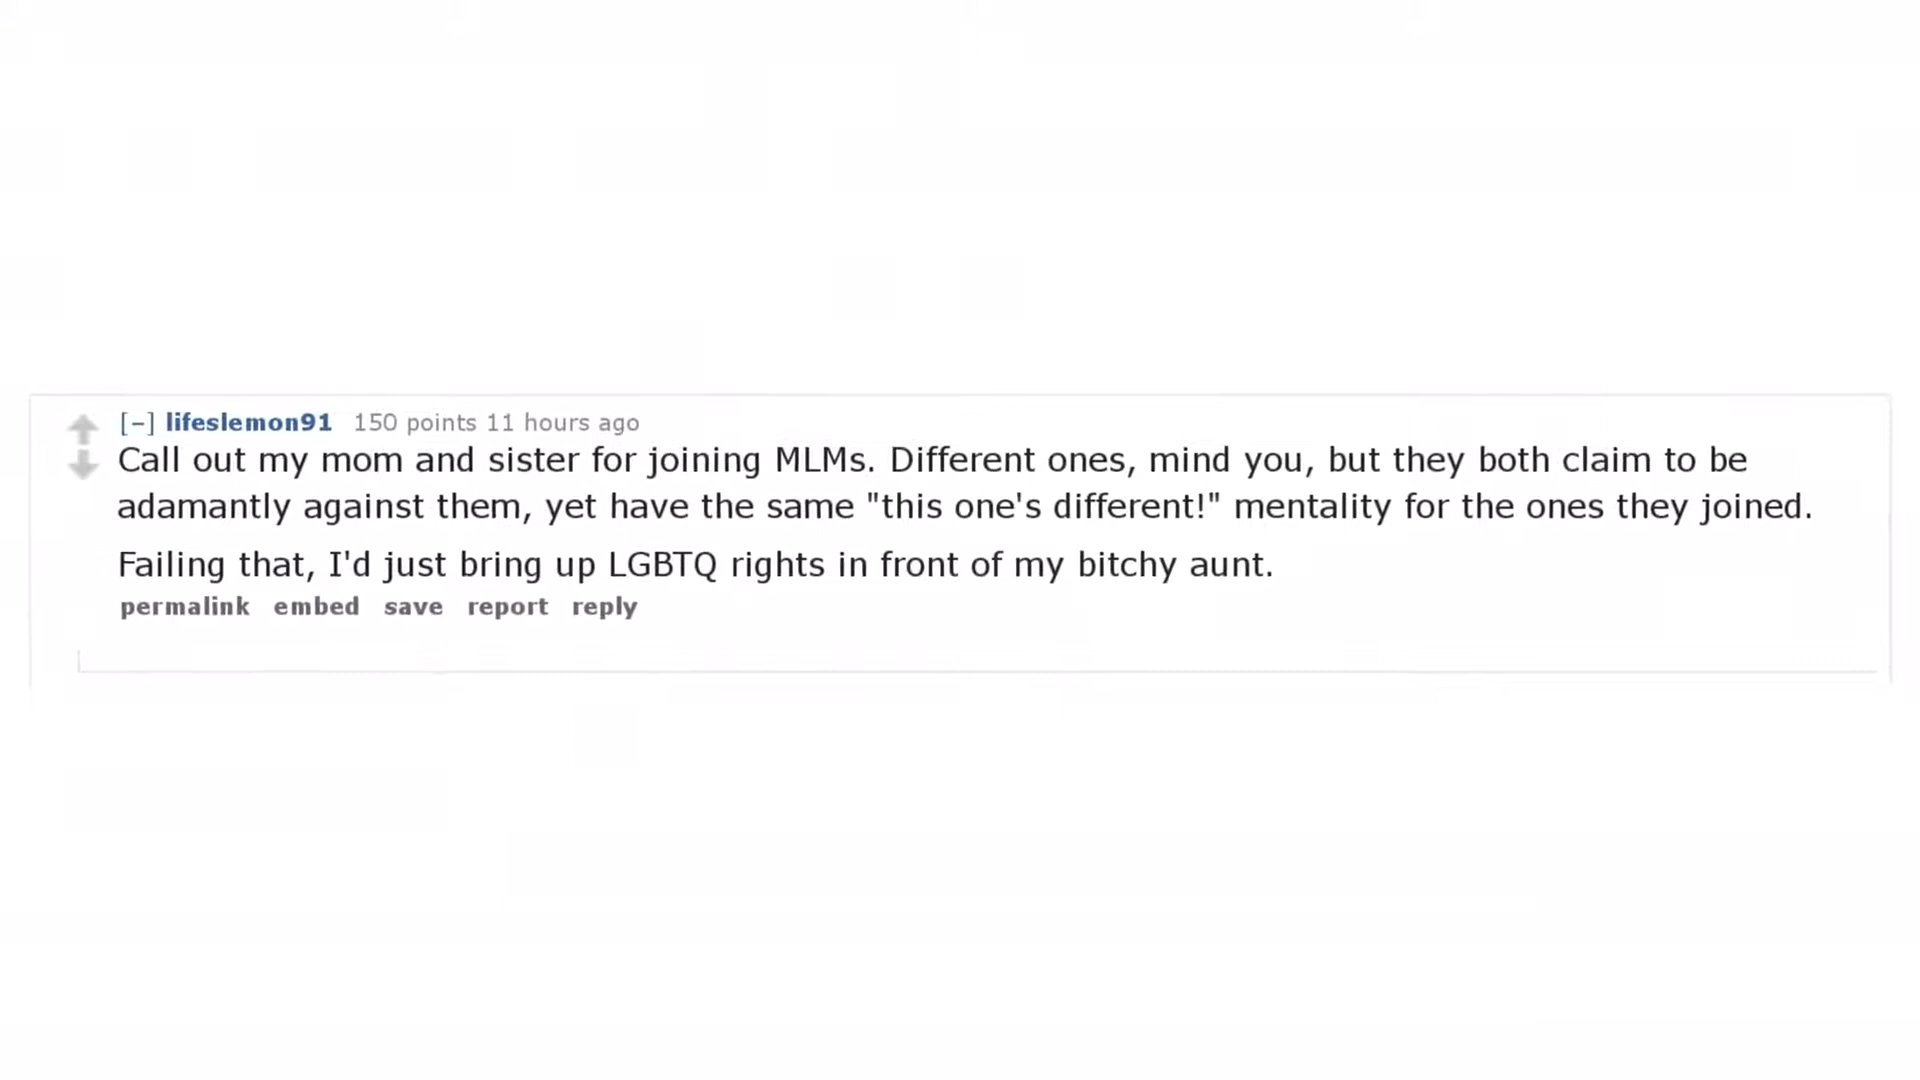 [–] lifeslemon91 150 points 11 hours ago
Call out my mom and sister for joining MLMs. Different ones, mind you, but they both claim to be
adamantly against them, yet have the same "this one's different!" mentality for the ones they joined.
Failing that, I'd just bring up LGBTQ rights in front of my bitchy aunt.
permalink embed save report reply